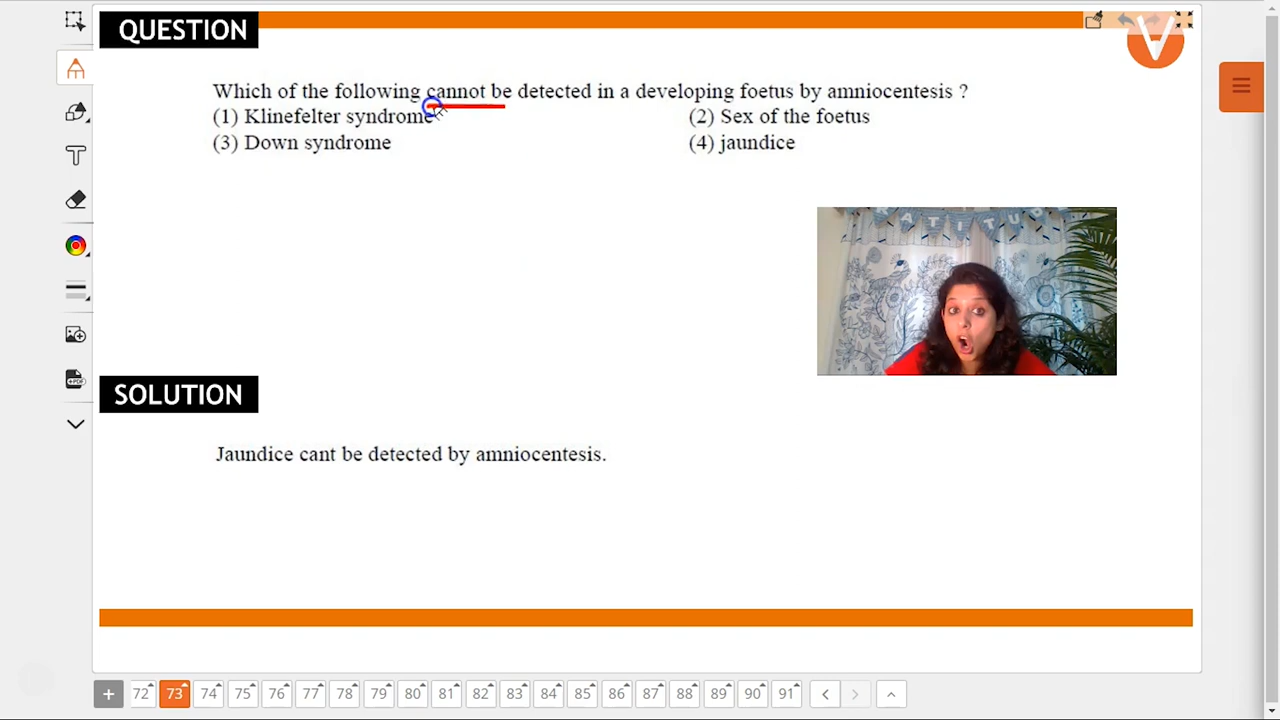 QUESTION
Which of the following cannot be detected in a developing foetus by amniocentesis ?
(1) Klinefelter syndrome (2) Sex of the foetus
(3) Down syndrome (4) jaundice
RATITUDE
SOLUTION
Jaundice cant be detected by amniocentesis.
72 73 74 75 76 77 78 79 80 81 82 83 84 85 86 87 88 89 90 91